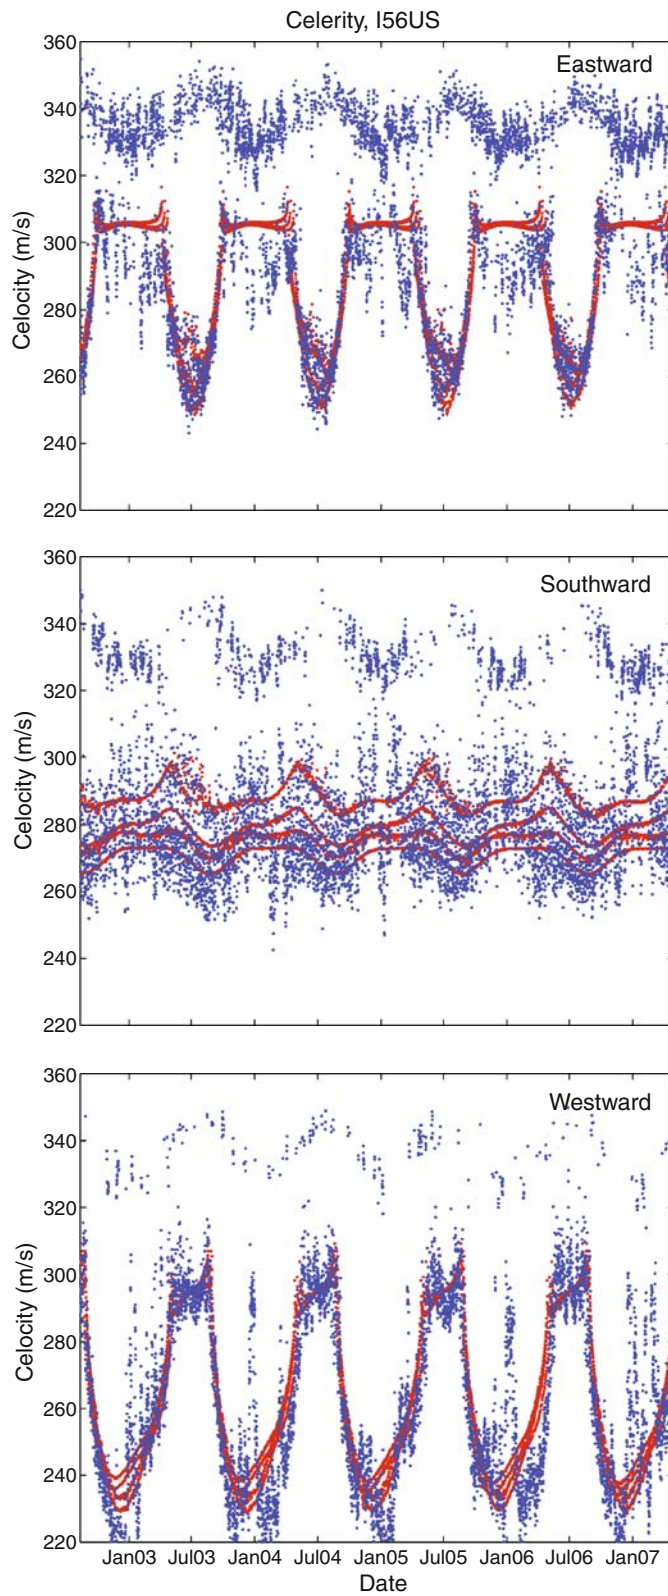 Celerity, I56US
Eastward
360
340
320
300
280
260
240
220
Celocity (m/s)
Southward
360
340
320
300
280
260
240
220
Celocity (m/s)
Westward
360
340
320
300
280
260
240
220
Celocity (m/s)
Jan03 Jul03 Jan04 Jul04 Jan05 Jul05 Jan06 Jul06 Jan07
Date